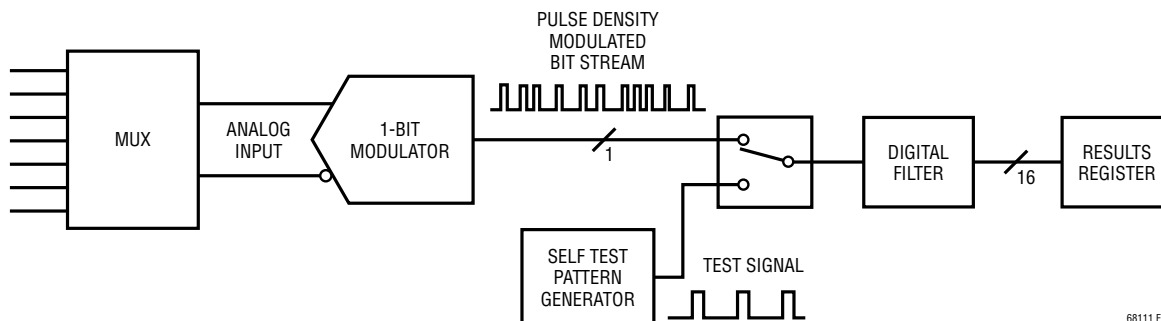 PULSE DENSITY
MODULATED
BIT STREAM
MUX
ANALOG
INPUT
1-BIT
MODULATOR
1
DIGITAL
FILTER
16
RESULTS
REGISTER
SELF TEST
PATTERN
GENERATOR
TEST SIGNAL